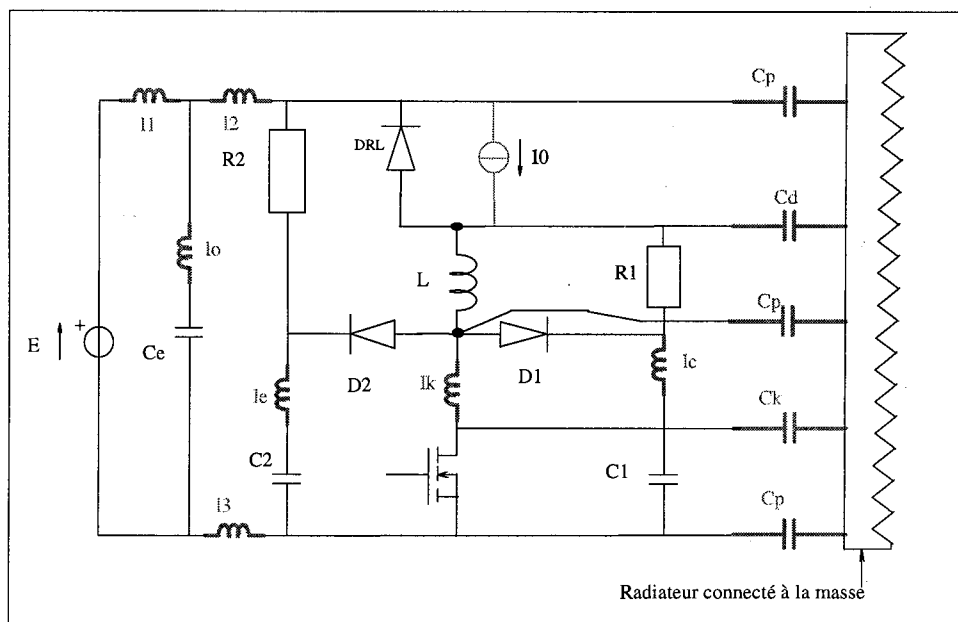 Cp
l1
l2
DRL
I0
R2
Cd
lo
R1
L
Cp
E
+
Ce
D2
lk
D1
lc
le
Ck
C2
C1
l3
Cp
Radiateur connecté à la masse